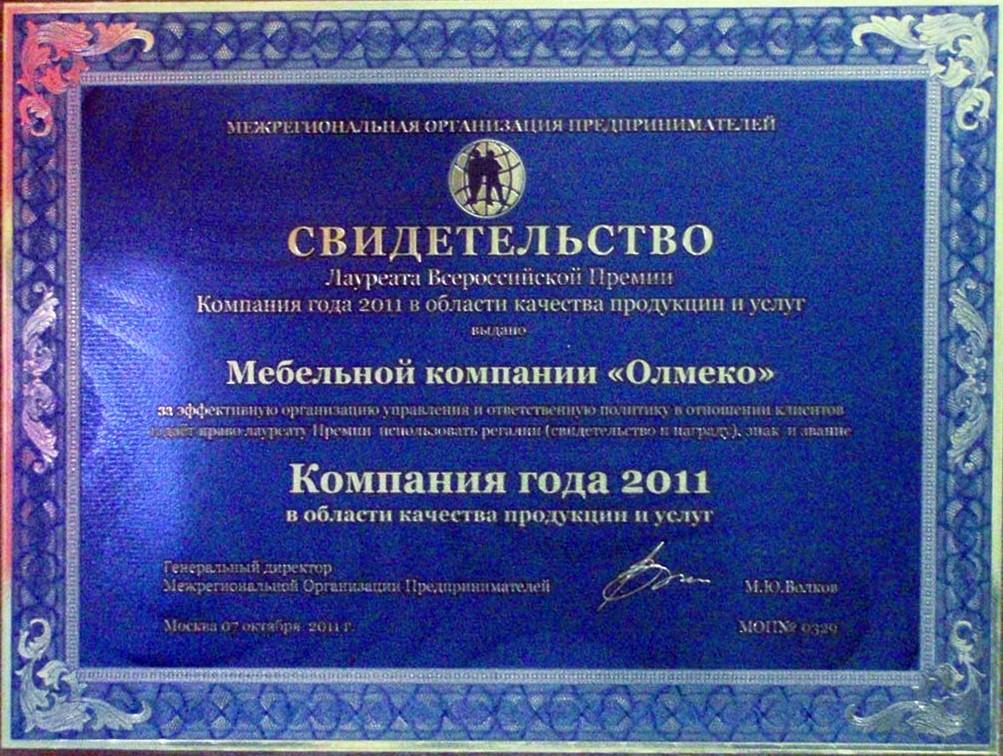 МЕЖРЕГИОНАЛЬНАЯ ОРГАНИЗАЦИЯ ПРЕДПРИНИМАТЕЛЕЙ
СВИДЕТЕЛЬСТВО
Лауреата Всероссийской Премии
Компания года 2011 в области качества продукции и услуг
выдано
Мебельной компании «Олмеко»
за эффективную организацию управления и ответственную политику в отношении клиентов
и даёт право лауреату Премии использовать регалии (свидетельство и награду), знак и звание
Компания года 2011
в области качества продукции и услуг
Генеральный директор
Межрегиональной Организации Предпринимателей
М.Ю.Волков
Москва 07 октября 2011 г.
МОП№ 0329